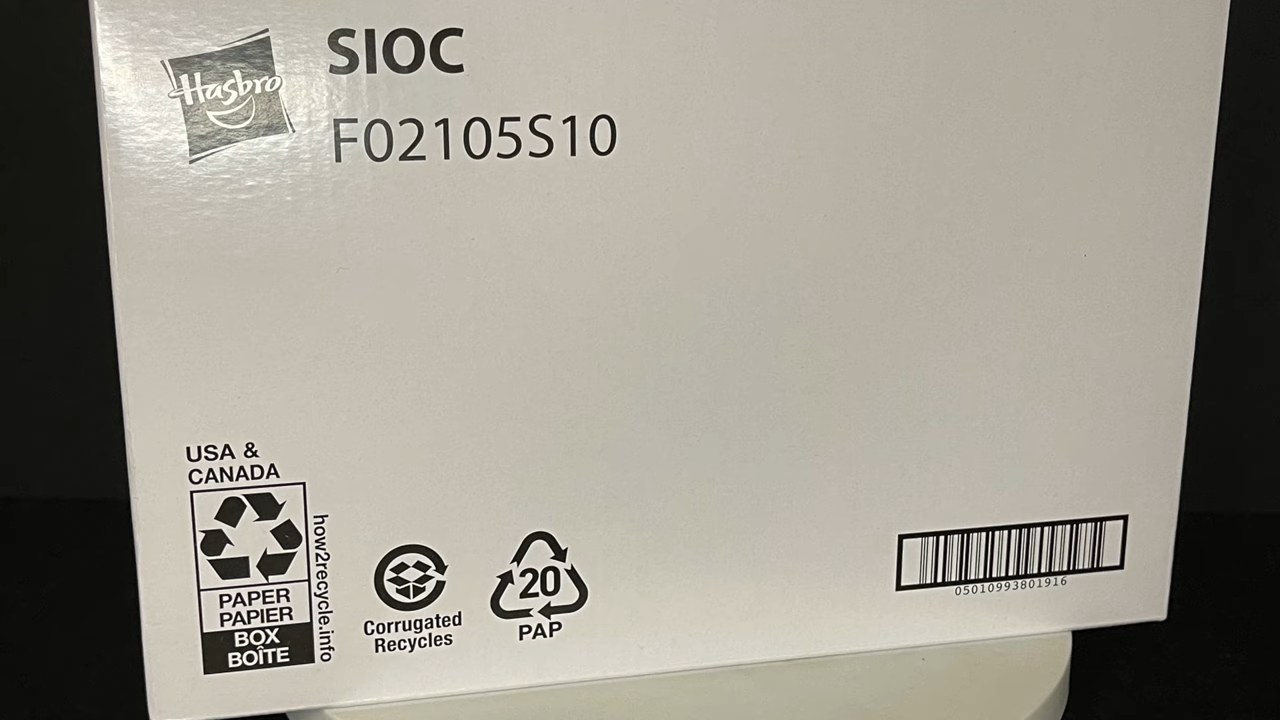 Hasbro
SIOC
F02105S10
USA &
CANADA
PAPER
PAPIER
BOX
BOÎTE
how2recycle.info
Corrugated
Recycles
20
PAP
05010993801916